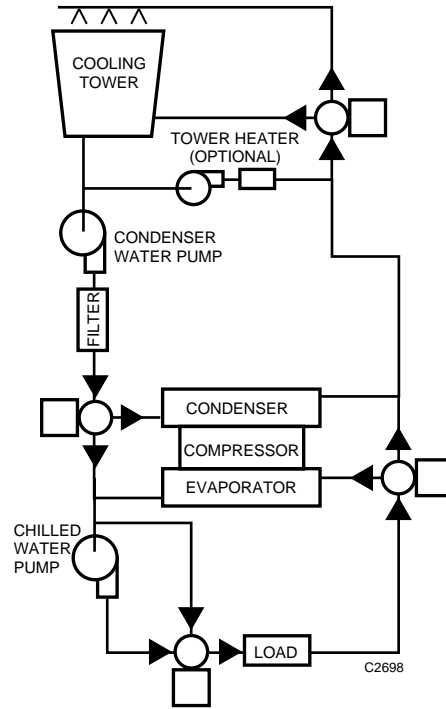 COOLING
TOWER
TOWER HEATER
(OPTIONAL)
CONDENSER
WATER PUMP
FILTER
CONDENSER
COMPRESSOR
EVAPORATOR
CHILLED
WATER
PUMP
LOAD
C2698